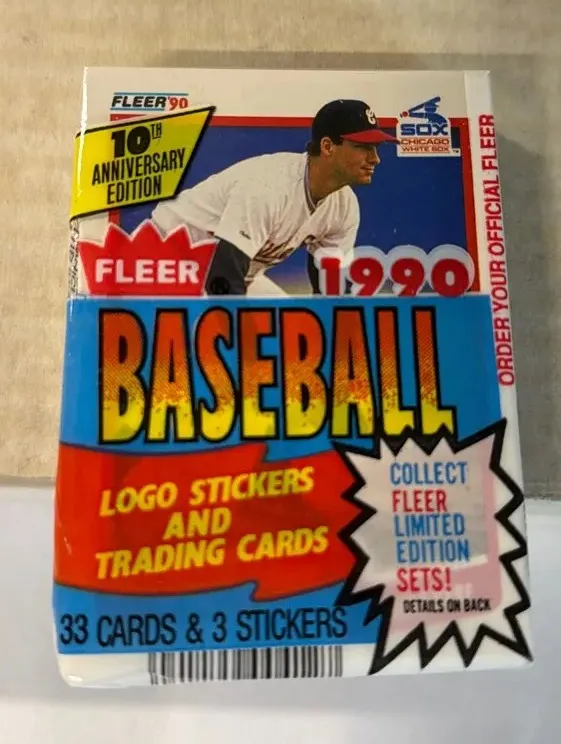 FLEER'90
10TH
ANNIVERSARY
EDITION
SOX
CHICAGO
WHITE SOX
TM
FLEER
1990
BASEBALL
LOGO STICKERS
AND
TRADING CARDS
COLLECT
FLEER
LIMITED
EDITION
SETS!
DETAILS ON BACK
33 CARDS & 3 STICKERS
ORDER YOUR OFFICIAL FLEER